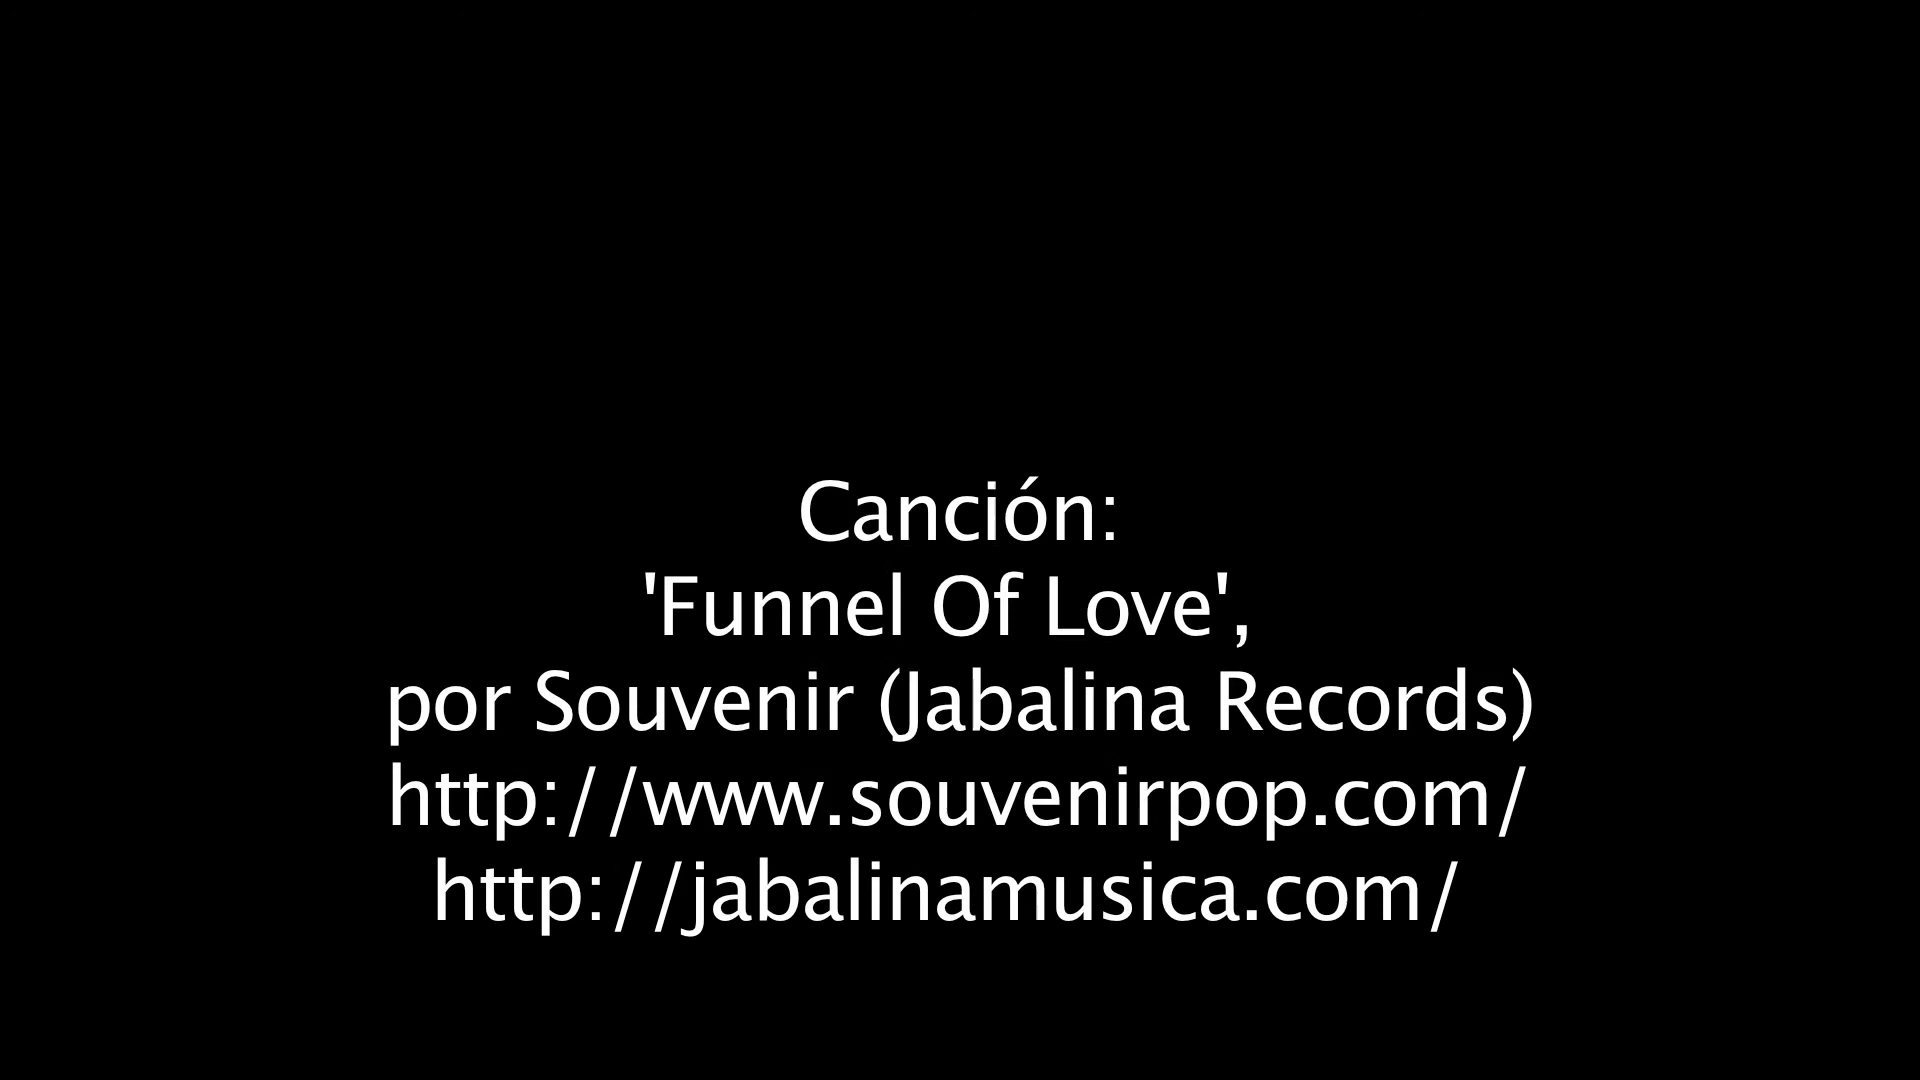 Canción:
'Funnel Of Love',
por Souvenir (Jabalina Records)
http://www.souvenirpop.com/
http://jabalinamusica.com/